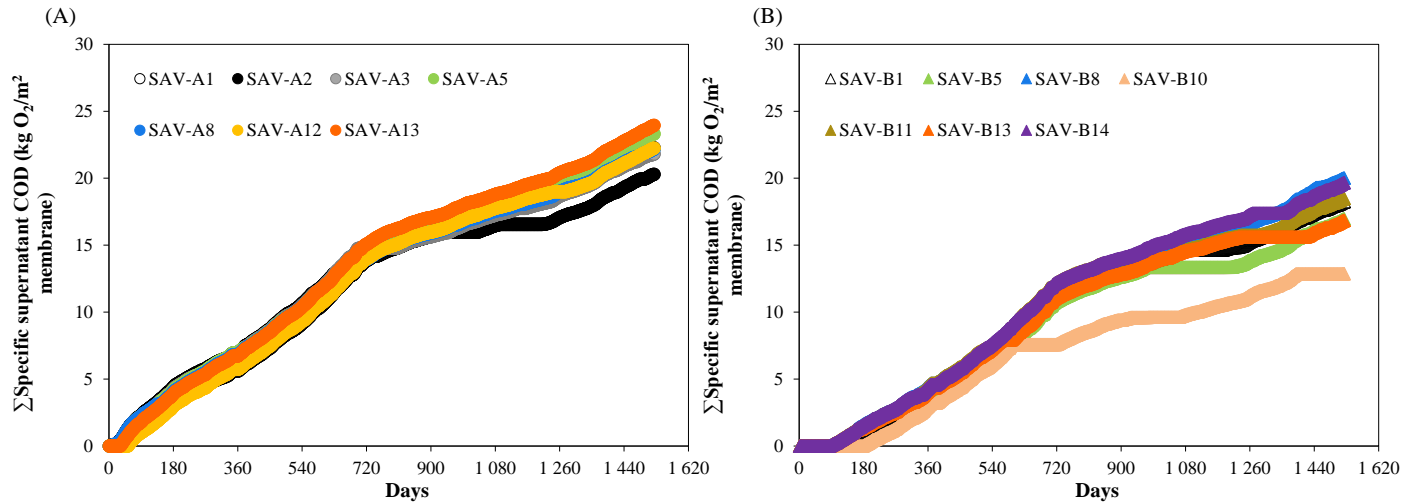 (A)
∑Specific supernatant COD (kg O₂/m²
membrane)
30
25
20
15
10
5
0
SAV-A1 SAV-A2 SAV-A3 SAV-A5
SAV-A8 SAV-A12 SAV-A13
0 180 360 540 720 900 1 080 1 260 1 440 1 620
Days
(B)
∑Specific supernatant COD (kg O₂/m²
membrane)
30
25
20
15
10
5
0
SAV-B1 SAV-B5 SAV-B8 SAV-B10
SAV-B11 SAV-B13 SAV-B14
0 180 360 540 720 900 1 080 1 260 1 440 1 620
Days